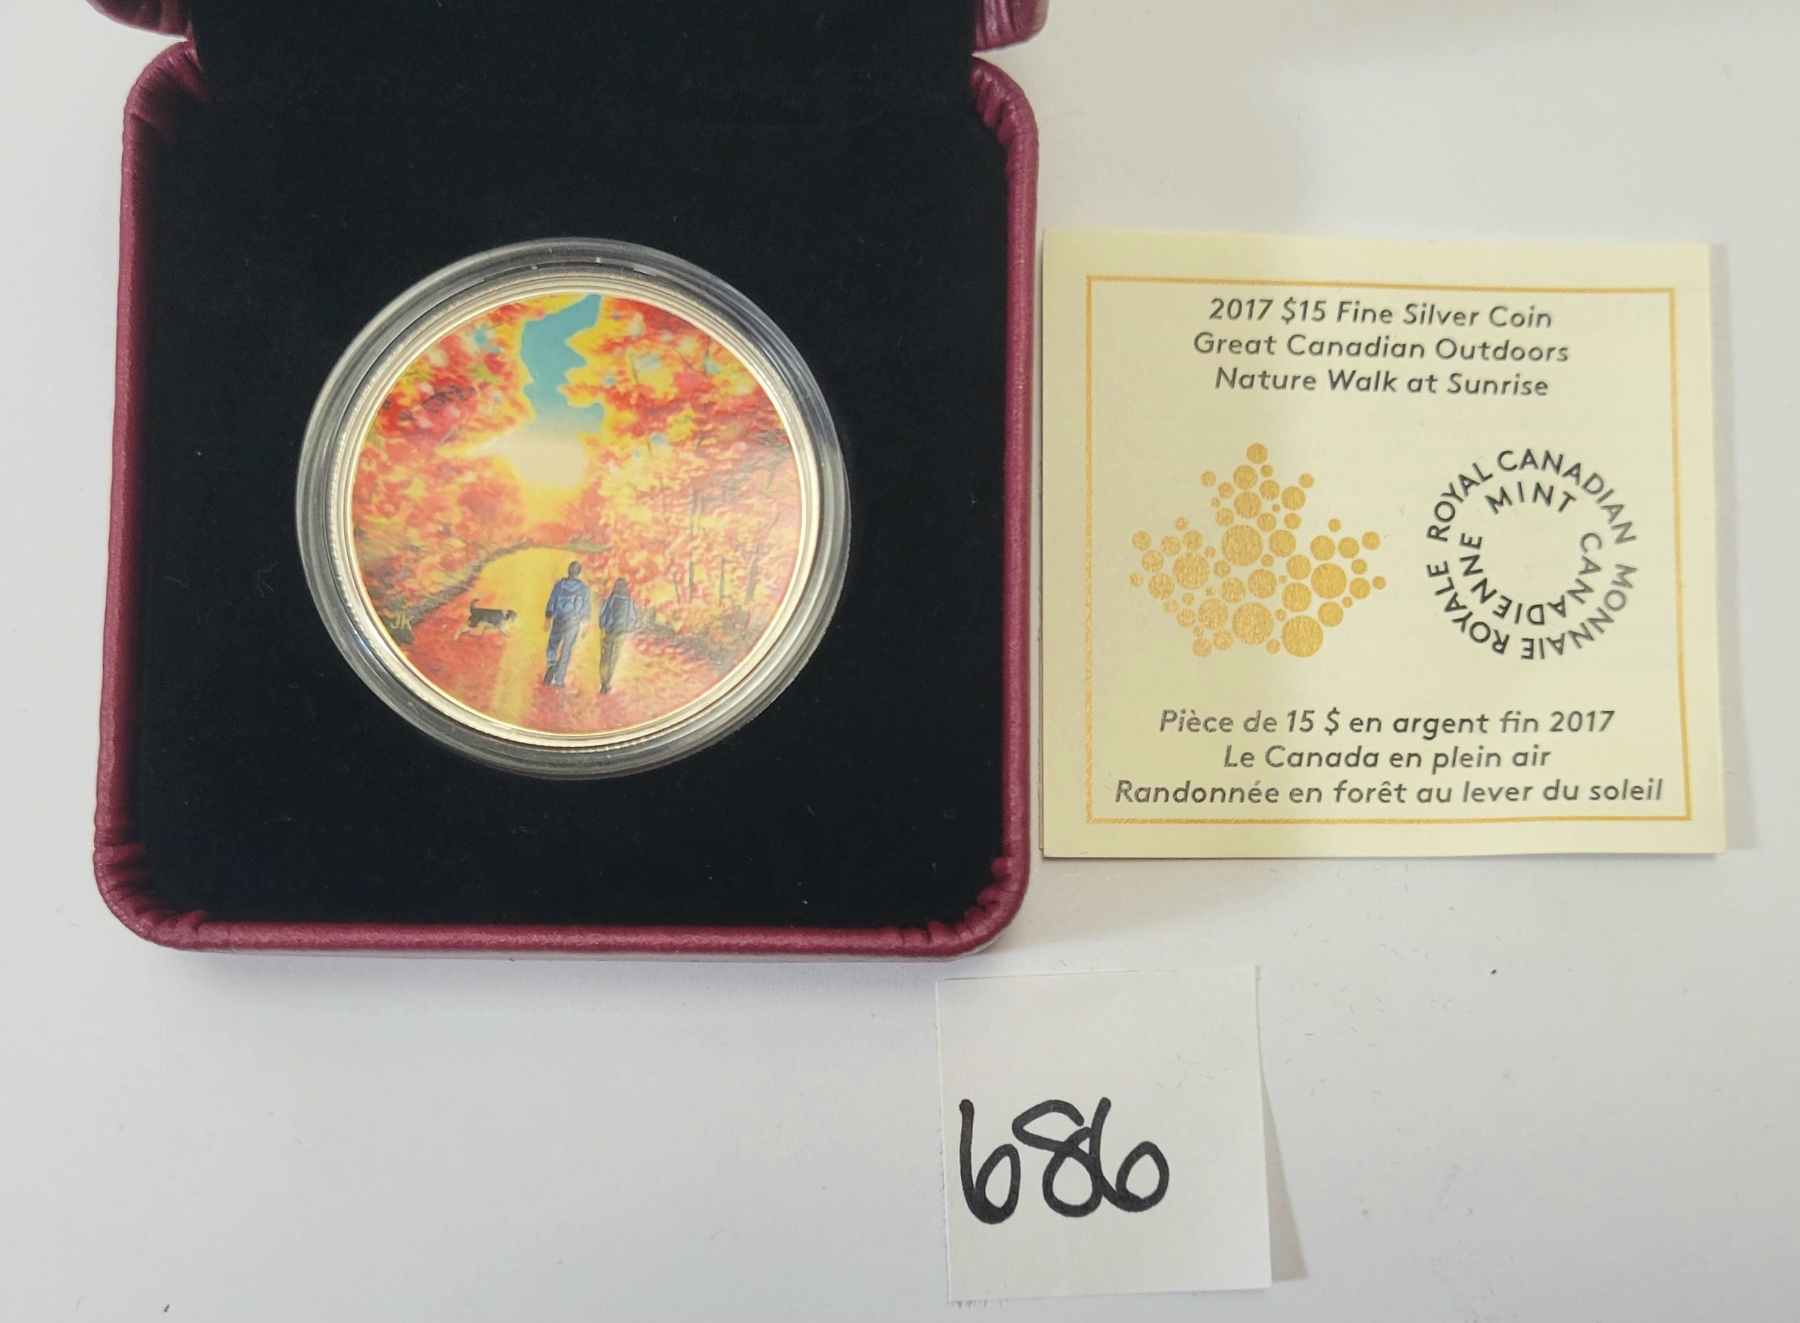 2017 $15 Fine Silver Coin
Great Canadian Outdoors
Nature Walk at Sunrise
ROYAL CANADIAN MINT
MONNAIE ROYALE CANADIENNE
Pièce de 15 $ en argent fin 2017
Le Canada en plein air
Randonnée en forêt au lever du soleil
JK
686